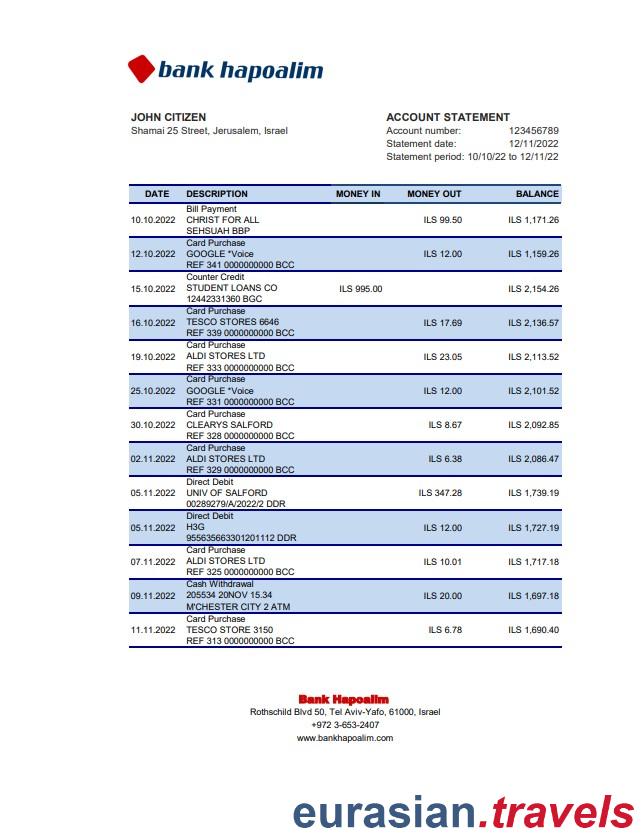 bank hapoalim
JOHN CITIZEN
Shamai 25 Street, Jerusalem, Israel
ACCOUNT STATEMENT
Account number: 123456789
Statement date: 12/11/2022
Statement period: 10/10/22 to 12/11/22
DATE DESCRIPTION MONEY IN MONEY OUT BALANCE
Bill Payment
10.10.2022 CHRIST FOR ALL ILS 99.50 ILS 1,171.26
SEHSUAH BBP
Card Purchase
12.10.2022 GOOGLE *Voice ILS 12.00 ILS 1,159.26
REF 341 0000000000 BCC
Counter Credit
15.10.2022 STUDENT LOANS CO ILS 995.00 ILS 2,154.26
12442331360 BGC
Card Purchase
16.10.2022 TESCO STORES 6646 ILS 17.69 ILS 2,136.57
REF 339 0000000000 BCC
Card Purchase
19.10.2022 ALDI STORES LTD ILS 23.05 ILS 2,113.52
REF 333 0000000000 BCC
Card Purchase
25.10.2022 GOOGLE *Voice ILS 12.00 ILS 2,101.52
REF 331 0000000000 BCC
Card Purchase
30.10.2022 CLEARYS SALFORD ILS 8.67 ILS 2,092.85
REF 328 0000000000 BCC
Card Purchase
02.11.2022 ALDI STORES LTD ILS 6.38 ILS 2,086.47
REF 329 0000000000 BCC
Direct Debit
05.11.2022 UNIV OF SALFORD ILS 347.28 ILS 1,739.19
00289279/A/2022/2 DDR
Direct Debit
05.11.2022 H3G ILS 12.00 ILS 1,727.19
955635663301201112 DDR
Card Purchase
07.11.2022 ALDI STORES LTD ILS 10.01 ILS 1,717.18
REF 325 0000000000 BCC
Cash Withdrawal
09.11.2022 205534 20NOV 15.34 ILS 20.00 ILS 1,697.18
M'CHESTER CITY 2 ATM
Card Purchase
11.11.2022 TESCO STORE 3150 ILS 6.78 ILS 1,690.40
REF 313 0000000000 BCC
Bank Hapoalim
Rothschild Blvd 50, Tel Aviv-Yafo, 61000, Israel
+972 3-653-2407
www.bankhapoalim.com
eurasian.travels